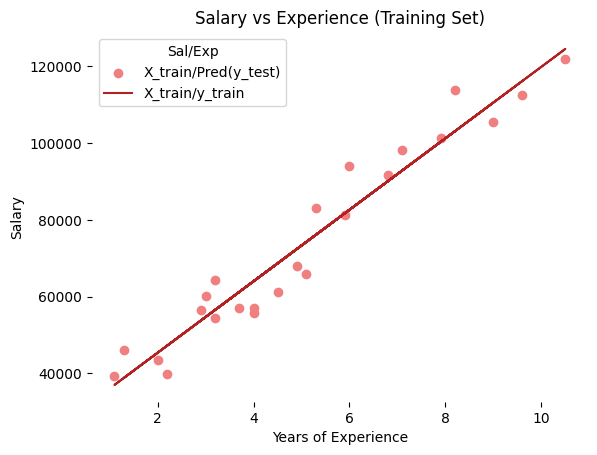 Salary vs Experience (Training Set)
Sal/Exp
X_train/Pred(y_test)
X_train/y_train
120000
100000
80000
60000
40000
Salary
2 4 6 8 10
Years of Experience